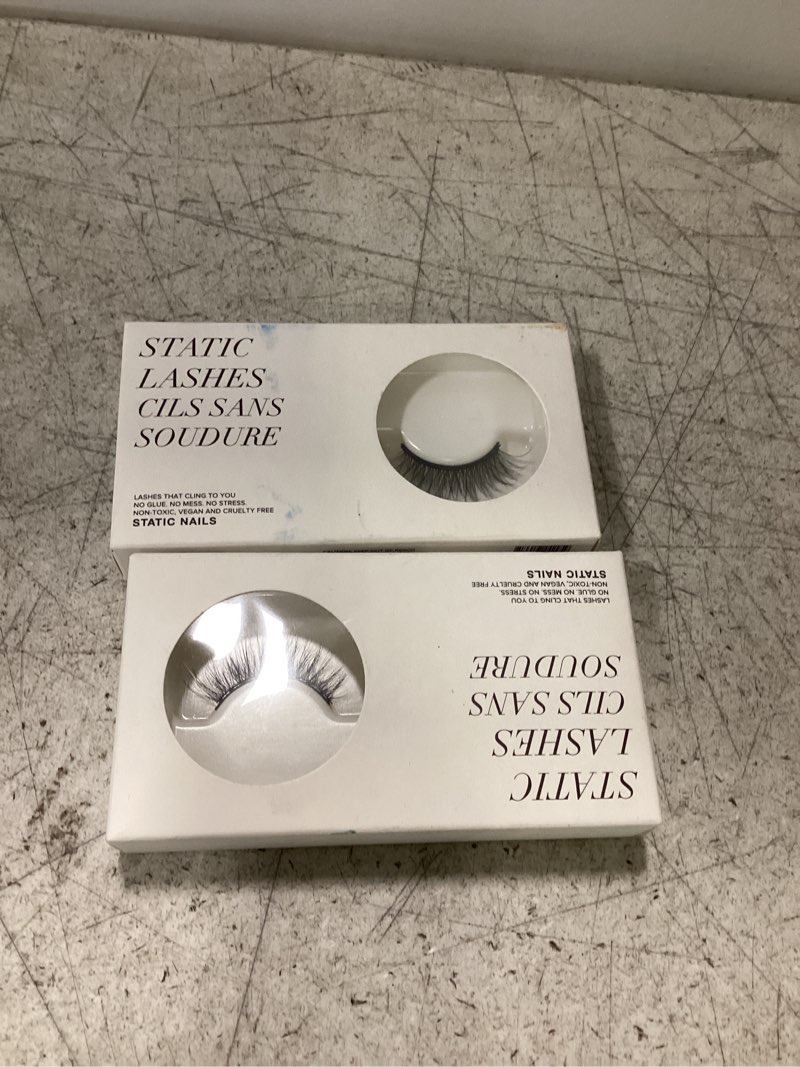 STATIC
LASHES
CILS SANS
SOUDURE
LASHES THAT CLING TO YOU
NO GLUE. NO MESS. NO STRESS.
NON-TOXIC, VEGAN AND CRUELTY FREE
STATIC NAILS
STATIC
LASHES
CILS SANS
SOUDURE
LASHES THAT CLING TO YOU
NO GLUE. NO MESS. NO STRESS.
NON-TOXIC, VEGAN AND CRUELTY FREE
STATIC NAILS